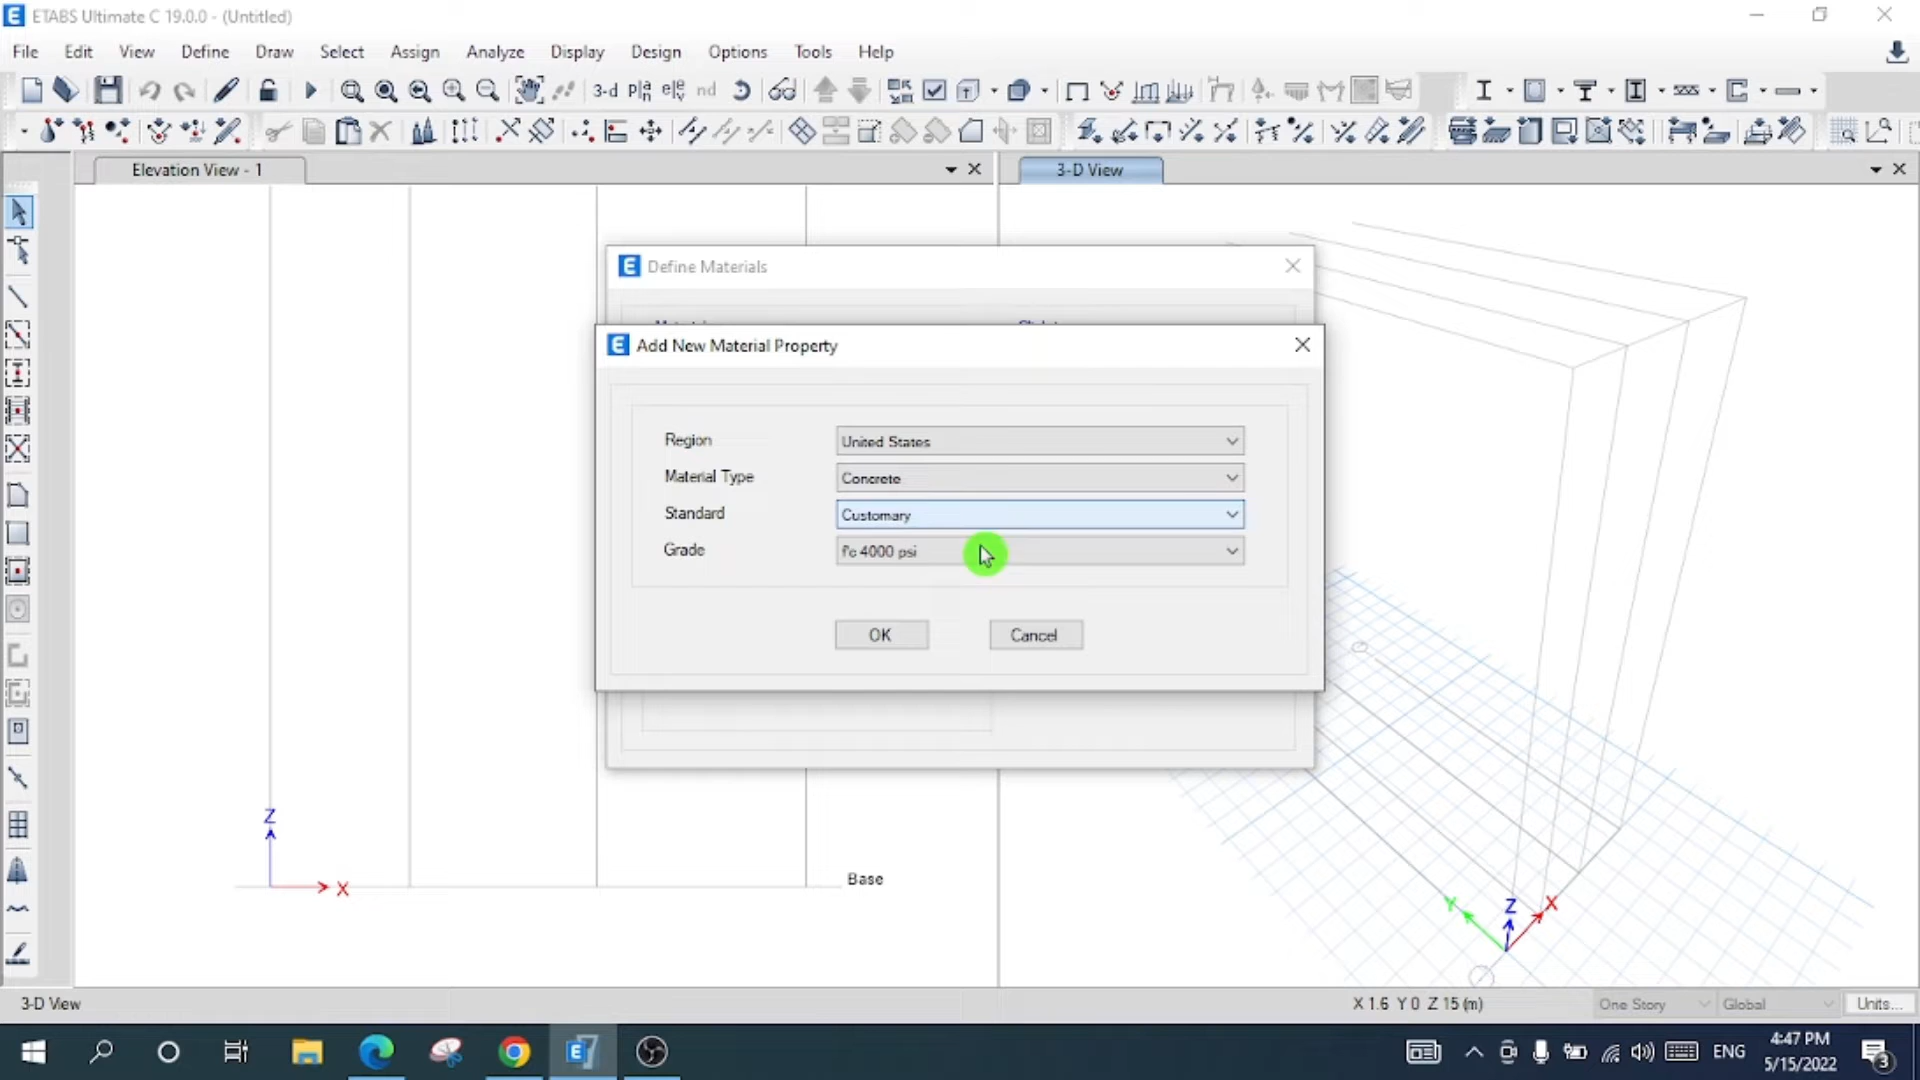 ETABS Ultimate C 19.0.0 - (Untitled)
File Edit View Define Draw Select Assign Analyze Display Design Options Tools Help
3-d
nd
Elevation View - 1
3-D View
Define Materials
Add New Material Property
Region United States
Material Type Concrete
Standard Customary
Grade f'c 4000 psi
OK Cancel
Z
X
Base
Y
Z
X
3-D View
X 1.6 Y 0 Z 15 (m)
One Story
Global
Units...
ENG
4:47 PM
5/15/2022
3